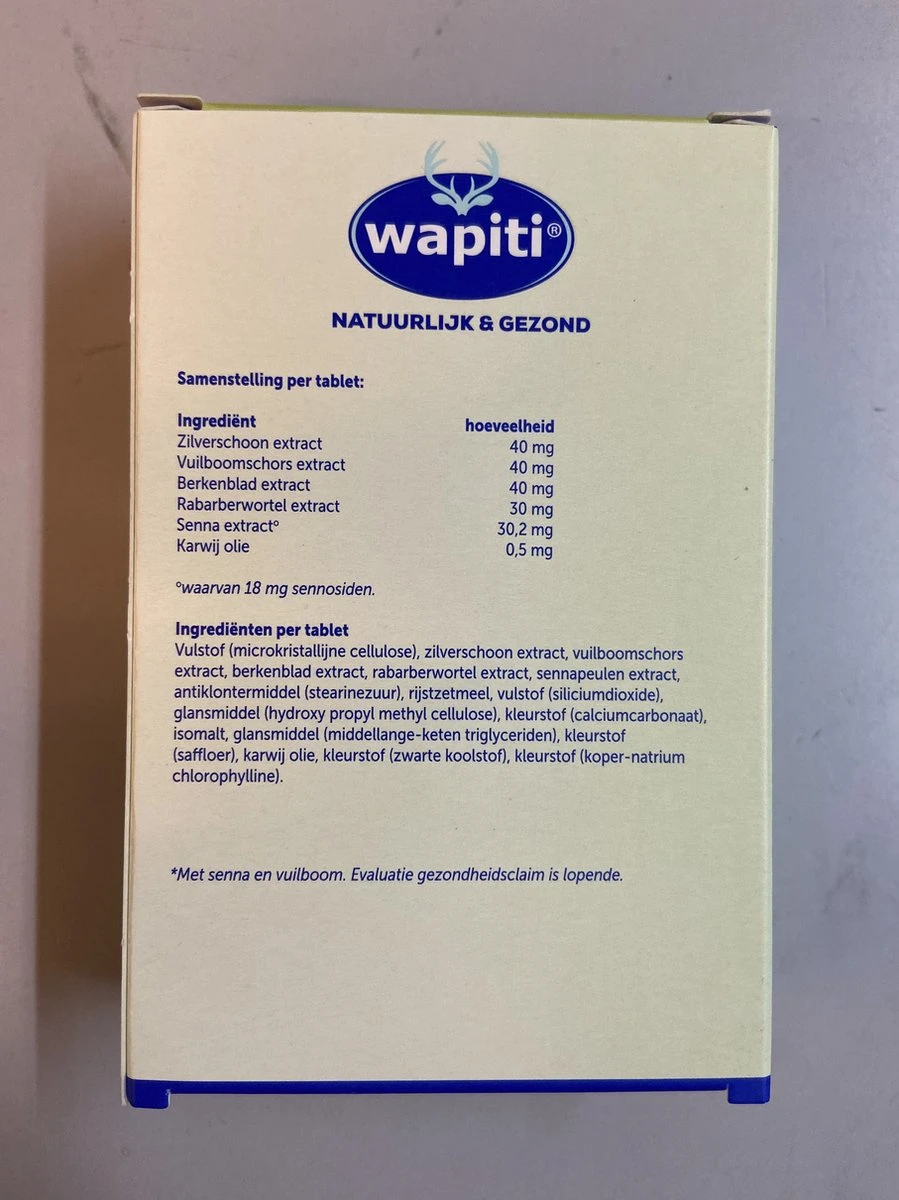 wapiti®
NATUURLIJK & GEZOND
Samenstelling per tablet:
Ingrediënt hoeveelheid
Zilverschoon extract 40 mg
Vuilboomschors extract 40 mg
Berkenblad extract 40 mg
Rabarberwortel extract 30 mg
Senna extract° 30,2 mg
Karwij olie 0,5 mg
°waarvan 18 mg sennosiden.
Ingrediënten per tablet
Vulstof (microkristallijne cellulose), zilverschoon extract, vuilboomschors
extract, berkenblad extract, rabarberwortel extract, sennapeulen extract,
antiklontermiddel (stearinezuur), rijstzetmeel, vulstof (siliciumdioxide),
glansmiddel (hydroxy propyl methyl cellulose), kleurstof (calciumcarbonaat),
isomalt, glansmiddel (middellange-keten triglyceriden), kleurstof
(saffloer), karwij olie, kleurstof (zwarte koolstof), kleurstof (koper-natrium
chlorophylline).
*Met senna en vuilboom. Evaluatie gezondheidsclaim is lopende.